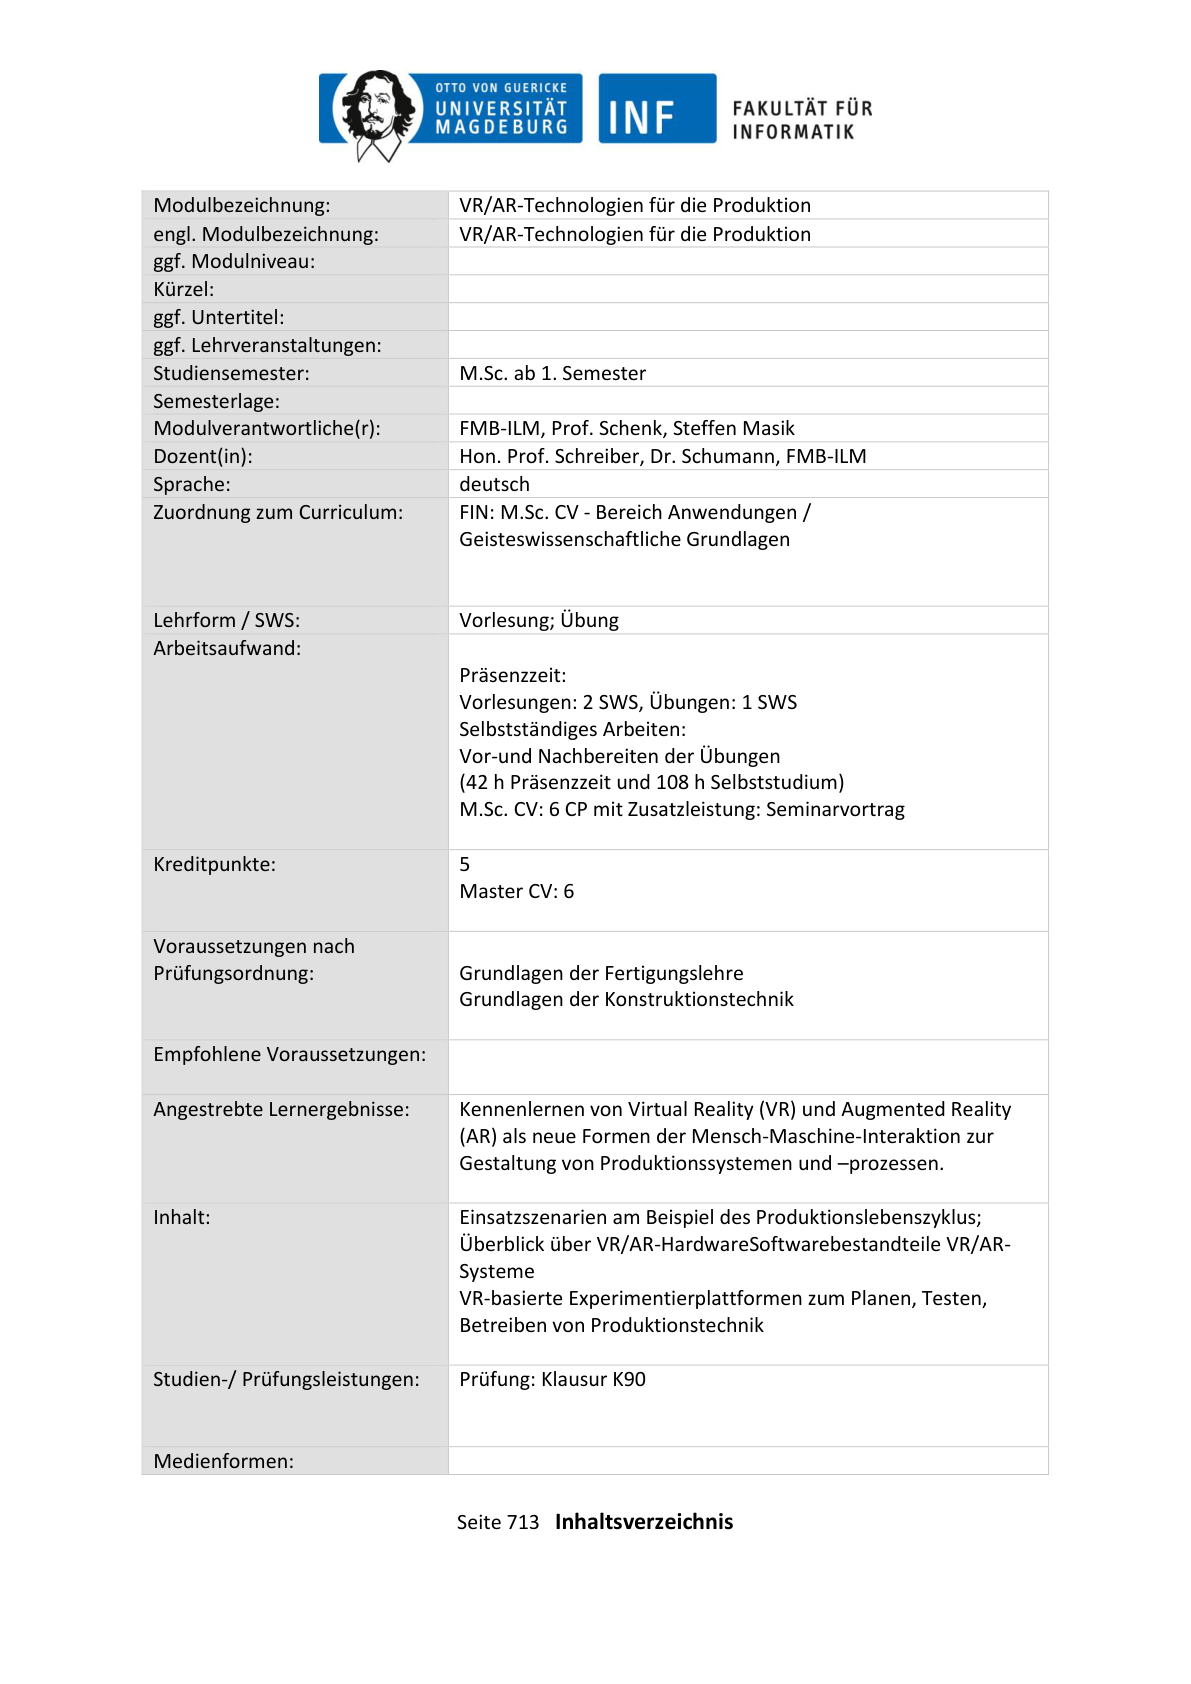 OTTO VON GUERICKE
UNIVERSITÄT
MAGDEBURG
INF
FAKULTÄT FÜR
INFORMATIK
Modulbezeichnung: VR/AR-Technologien für die Produktion
engl. Modulbezeichnung: VR/AR-Technologien für die Produktion
ggf. Modulniveau:
Kürzel:
ggf. Untertitel:
ggf. Lehrveranstaltungen:
Studiensemester: M.Sc. ab 1. Semester
Semesterlage:
Modulverantwortliche(r): FMB-ILM, Prof. Schenk, Steffen Masik
Dozent(in): Hon. Prof. Schreiber, Dr. Schumann, FMB-ILM
Sprache: deutsch
Zuordnung zum Curriculum: FIN: M.Sc. CV - Bereich Anwendungen /
Geisteswissenschaftliche Grundlagen
Lehrform / SWS: Vorlesung; Übung
Arbeitsaufwand:
Präsenzzeit:
Vorlesungen: 2 SWS, Übungen: 1 SWS
Selbstständiges Arbeiten:
Vor-und Nachbereiten der Übungen
(42 h Präsenzzeit und 108 h Selbststudium)
M.Sc. CV: 6 CP mit Zusatzleistung: Seminarvortrag
Kreditpunkte: 5
Master CV: 6
Voraussetzungen nach
Prüfungsordnung: Grundlagen der Fertigungslehre
Grundlagen der Konstruktionstechnik
Empfohlene Voraussetzungen:
Angestrebte Lernergebnisse: Kennenlernen von Virtual Reality (VR) und Augmented Reality
(AR) als neue Formen der Mensch-Maschine-Interaktion zur
Gestaltung von Produktionssystemen und –prozessen.
Inhalt: Einsatzszenarien am Beispiel des Produktionslebenszyklus;
Überblick über VR/AR-HardwareSoftwarebestandteile VR/AR-
Systeme
VR-basierte Experimentierplattformen zum Planen, Testen,
Betreiben von Produktionstechnik
Studien-/ Prüfungsleistungen: Prüfung: Klausur K90
Medienformen:
Seite 713 Inhaltsverzeichnis